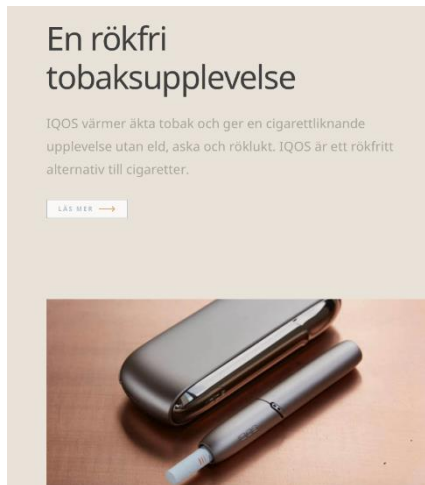 En rökfri
tobaksupplevelse
IQOS värmer äkta tobak och ger en cigarettliknande
upplevelse utan eld, aska och röklukt. IQOS är ett rökfritt
alternativ till cigaretter.
LÄS MER